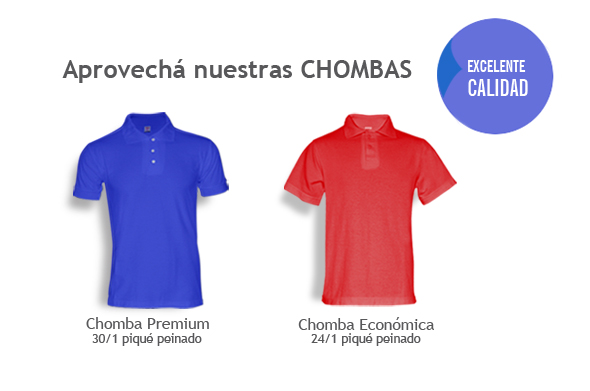 Aprovechá nuestras CHOMBAS
EXCELENTE
CALIDAD
Chomba Premium
30/1 piqué peinado
Chomba Económica
24/1 piqué peinado